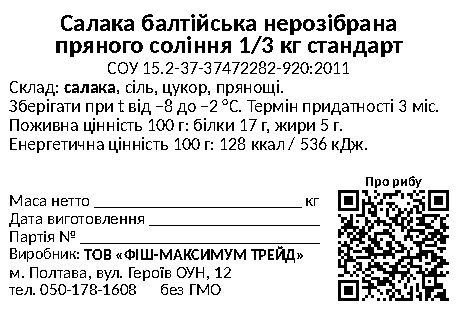 Салака балтійська нерозібрана
пряного соління 1/3 кг стандарт
СОУ 15.2-37-37472282-920:2011
Склад: салака, сіль, цукор, прянощі.
Зберігати при t від –8 до –2 °С. Термін придатності 3 міс.
Поживна цінність 100 г: білки 17 г, жири 5 г.
Енергетична цінність 100 г: 128 ккал / 536 кДж.
Про рибу
Маса нетто ________________________ кг
Дата виготовлення ____________________
Партія № ____________________________
Виробник: ТОВ «ФІШ-МАКСИМУМ ТРЕЙД»
м. Полтава, вул. Героїв ОУН, 12
тел. 050-178-1608 без ГМО